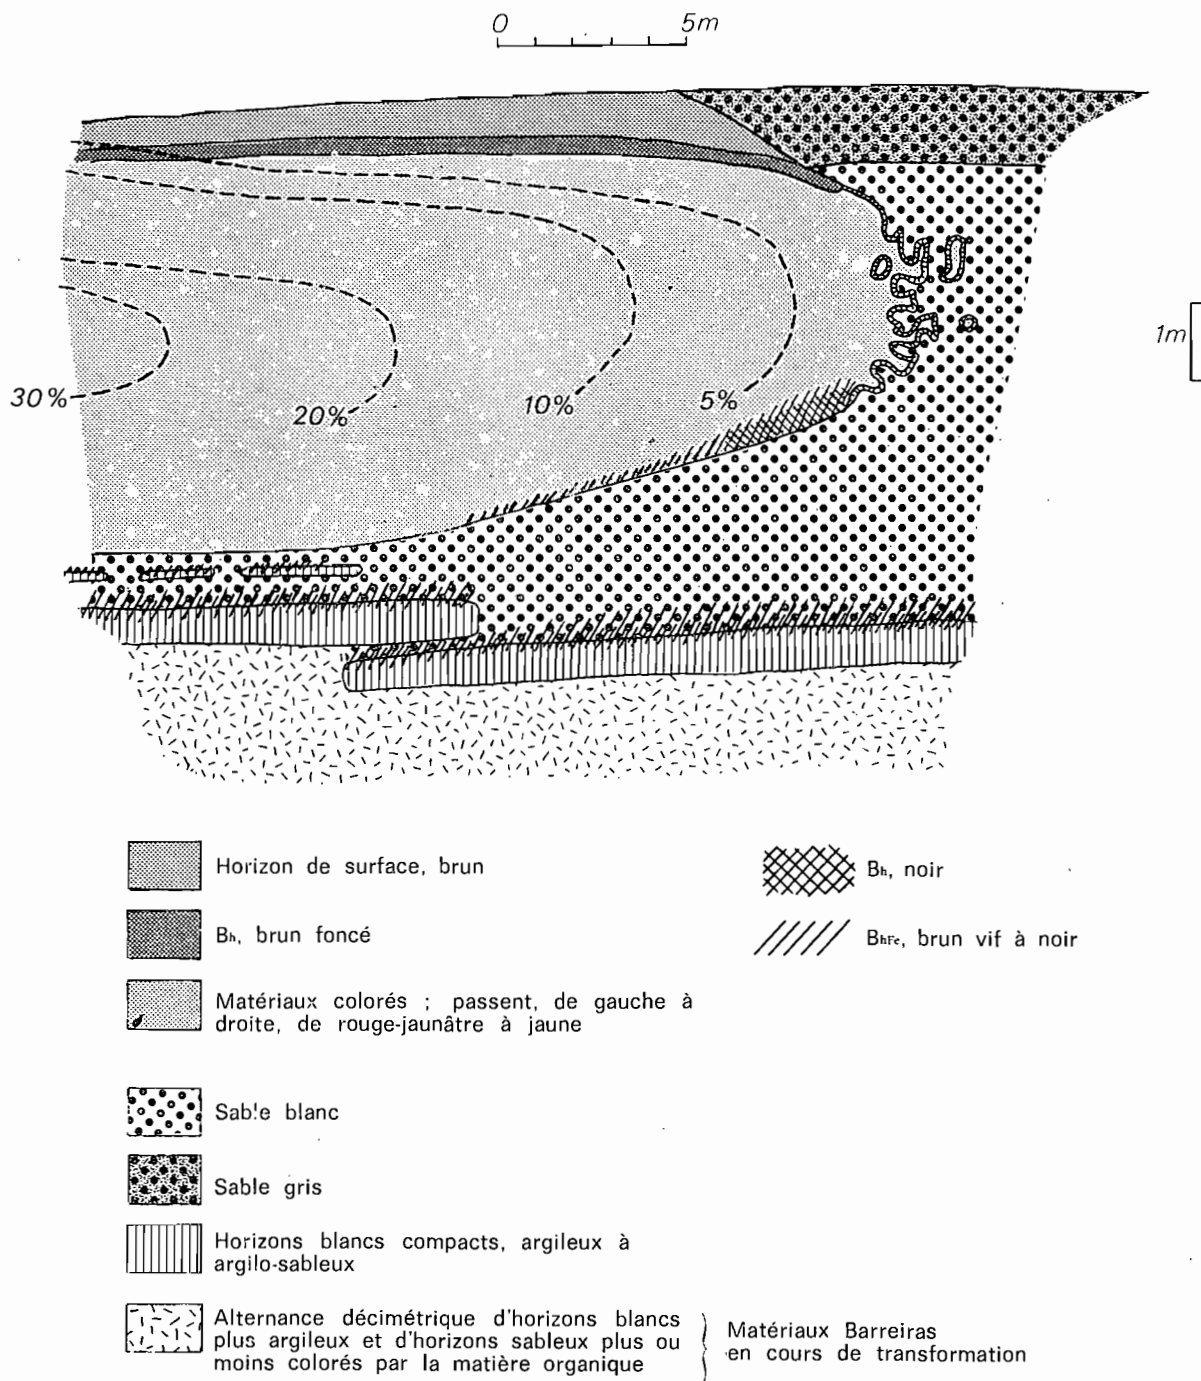 0 5m
1m
30%
20%
10%
5%
Horizon de surface, brun
Bh, brun foncé
Matériaux colorés ; passent, de gauche à
droite, de rouge-jaunâtre à jaune
Sable blanc
Sable gris
Horizons blancs compacts, argileux à
argilo-sableux
Alternance décimétrique d'horizons blancs
plus argileux et d'horizons sableux plus ou
moins colorés par la matière organique
Matériaux Barreiras
en cours de transformation
Bh, noir
BhFe, brun vif à noir